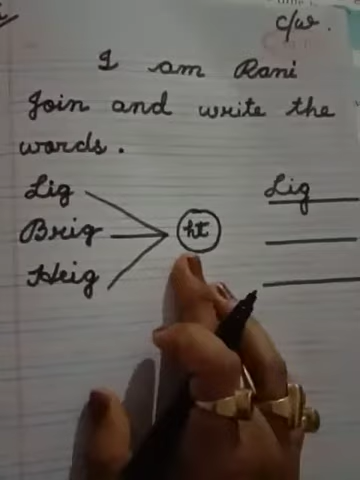 c/w.
I am Rani
Join and write the
words.
Lig
Brig
Heig
ht
Lig